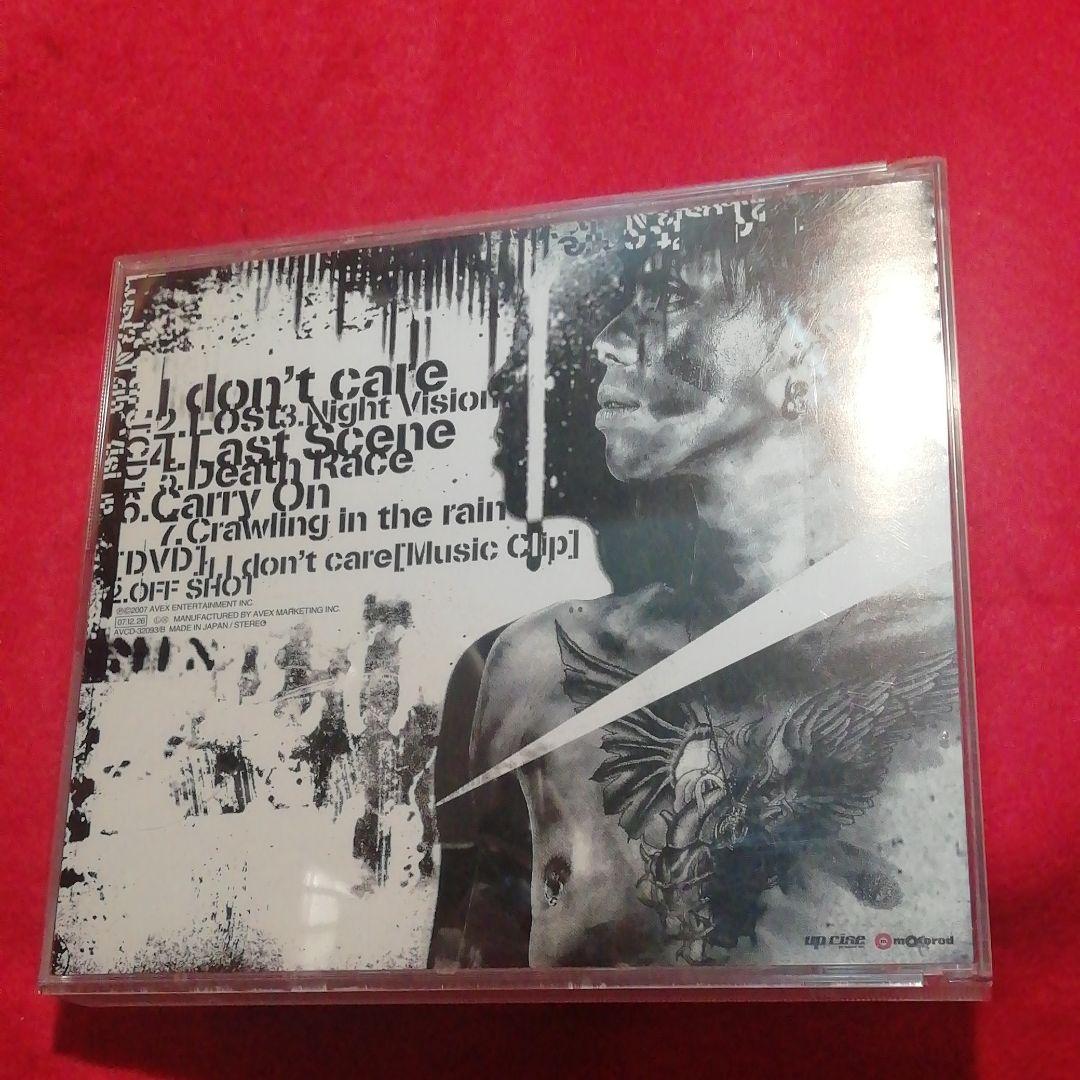 I don't care
2.Lost 3.Night Vision
4.Last Scene
5.Death Race
6.Carry On
7.Crawling in the rain
[DVD]1.I don't care[Music Clip]
2.OFF SHOT
Ⓟ©2007 AVEX ENTERTAINMENT INC.
07.12.26 MANUFACTURED BY AVEX MARKETING INC.
AVCD-32093/B MADE IN JAPAN / STEREO
up rise
motorod